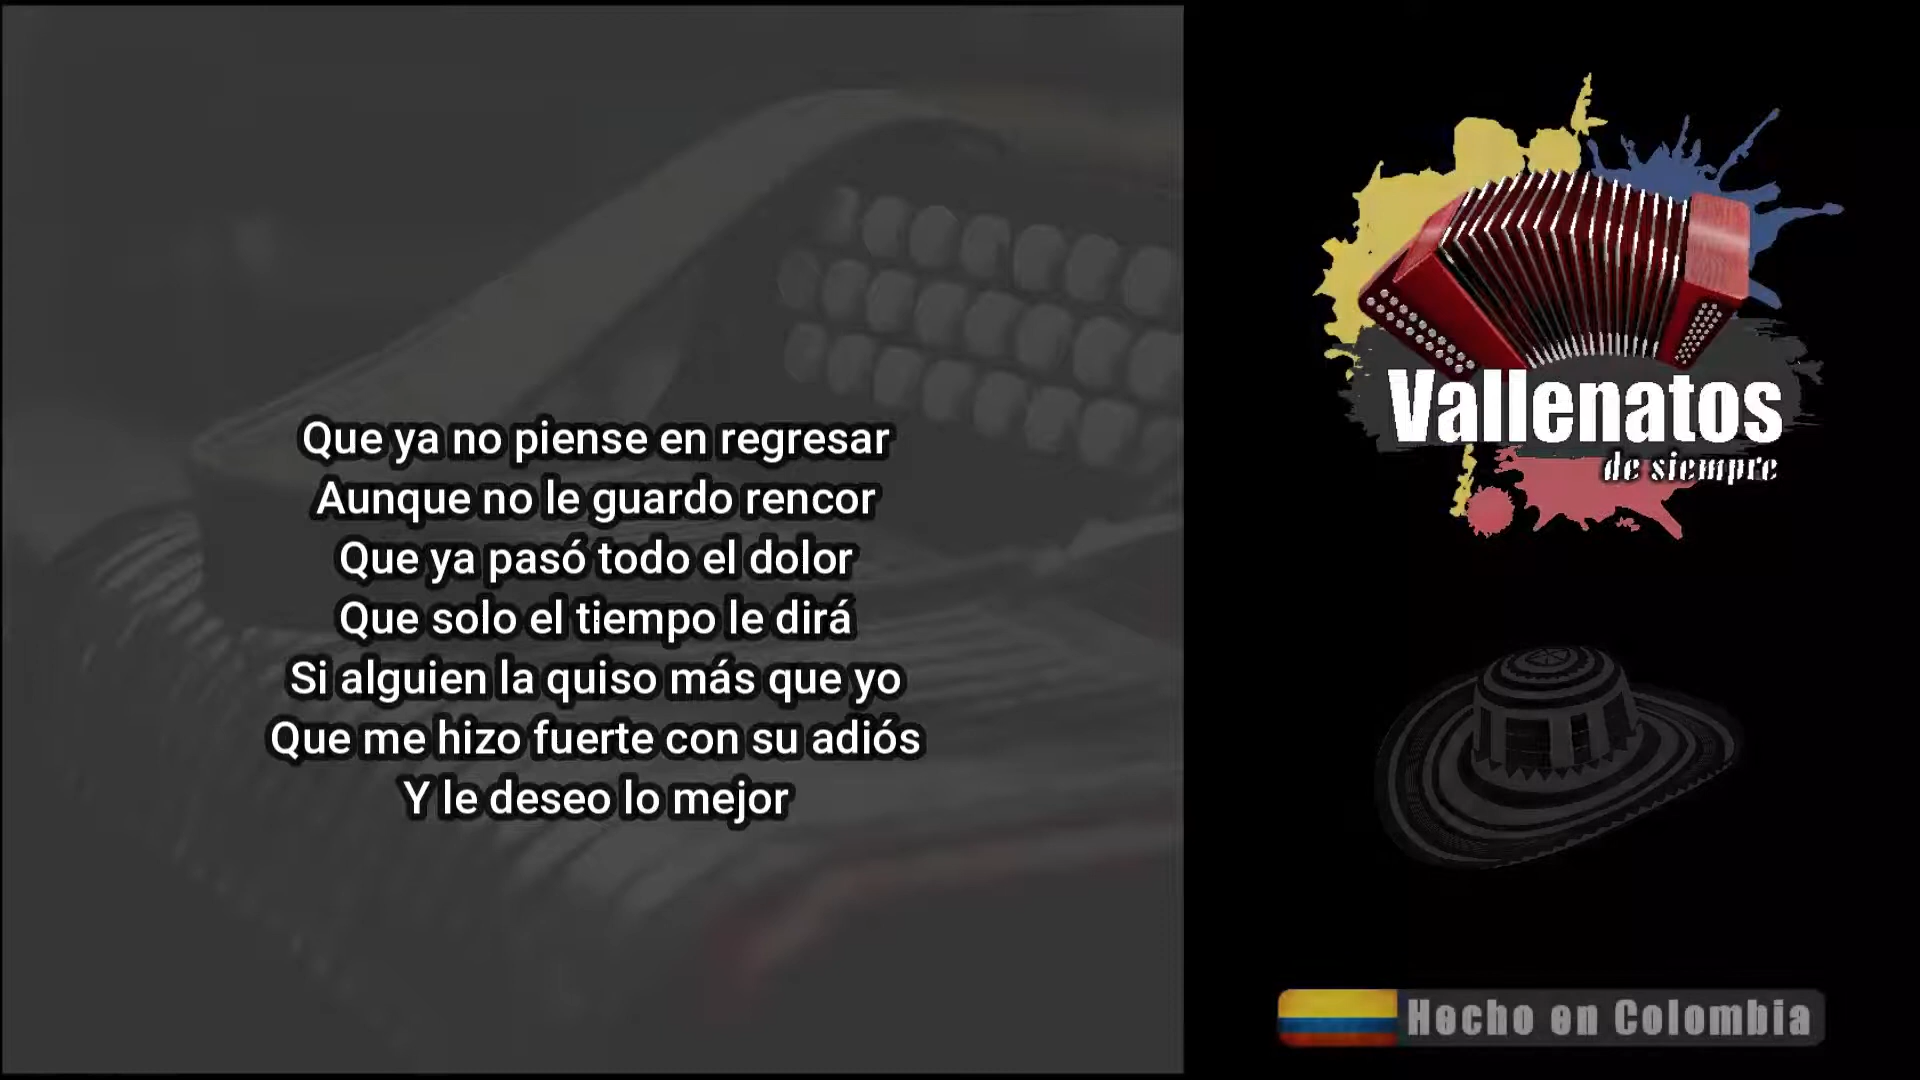 Que ya no piense en regresar
Aunque no le guardo rencor
Que ya pasó todo el dolor
Que solo el tiempo le dirá
Si alguien la quiso más que yo
Que me hizo fuerte con su adiós
Y le deseo lo mejor
Vallenatos
de siempre
Hecho en Colombia